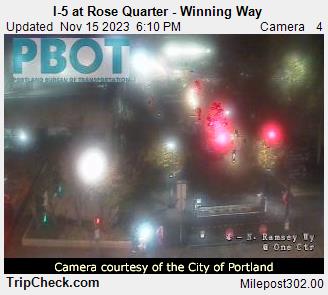 I-5 at Rose Quarter - Winning Way
Updated Nov 15 2023 6:10 PM Camera 4
PBOT
PORTLAND BUREAU OF TRANSPORTATION
4 - N. Ramsey Wy
@ One Ctr
Camera courtesy of the City of Portland
TripCheck.com Milepost302.00